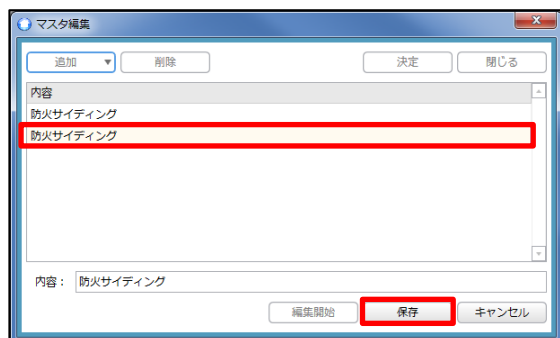 マスタ編集
追加 ▼ 削除 決定 閉じる
内容
防火サイディング
防火サイディング
内容： 防火サイディング
編集開始 保存 キャンセル